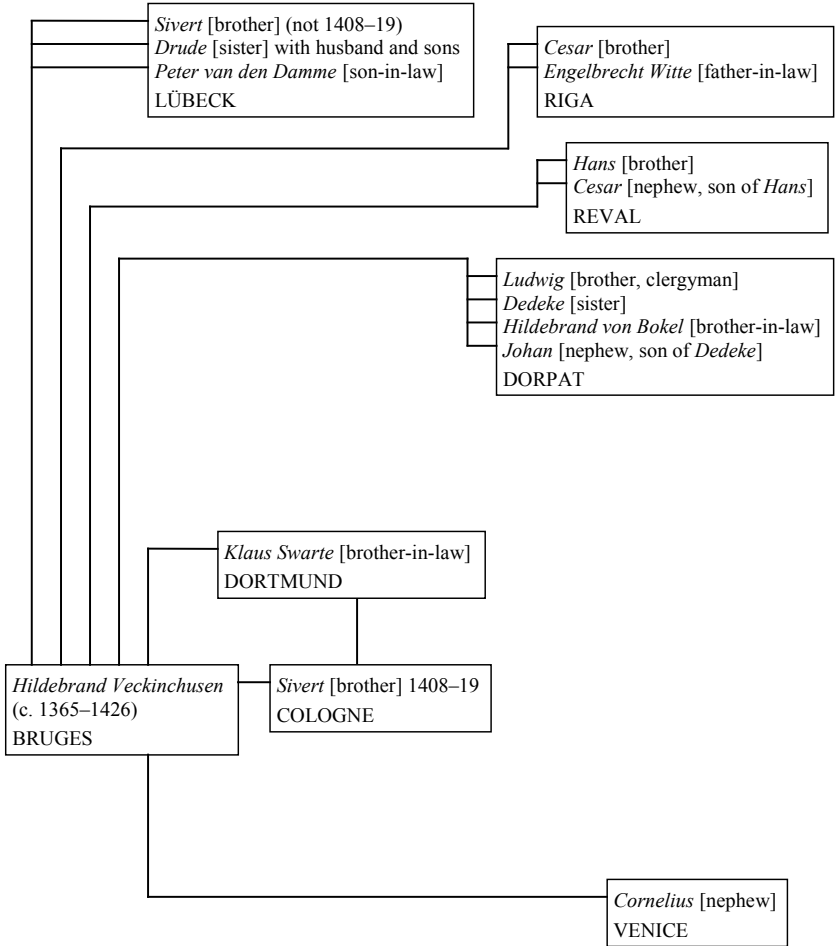 Sivert [brother] (not 1408–19)
Drude [sister] with husband and sons
Peter van den Damme [son-in-law]
LÜBECK
Cesar [brother]
Engelbrecht Witte [father-in-law]
RIGA
Hans [brother]
Cesar [nephew, son of Hans]
REVAL
Ludwig [brother, clergyman]
Dedeke [sister]
Hildebrand von Bokel [brother-in-law]
Johan [nephew, son of Dedeke]
DORPAT
Klaus Swarte [brother-in-law]
DORTMUND
Hildebrand Veckinchusen
(c. 1365–1426)
BRUGES
Sivert [brother] 1408–19
COLOGNE
Cornelius [nephew]
VENICE